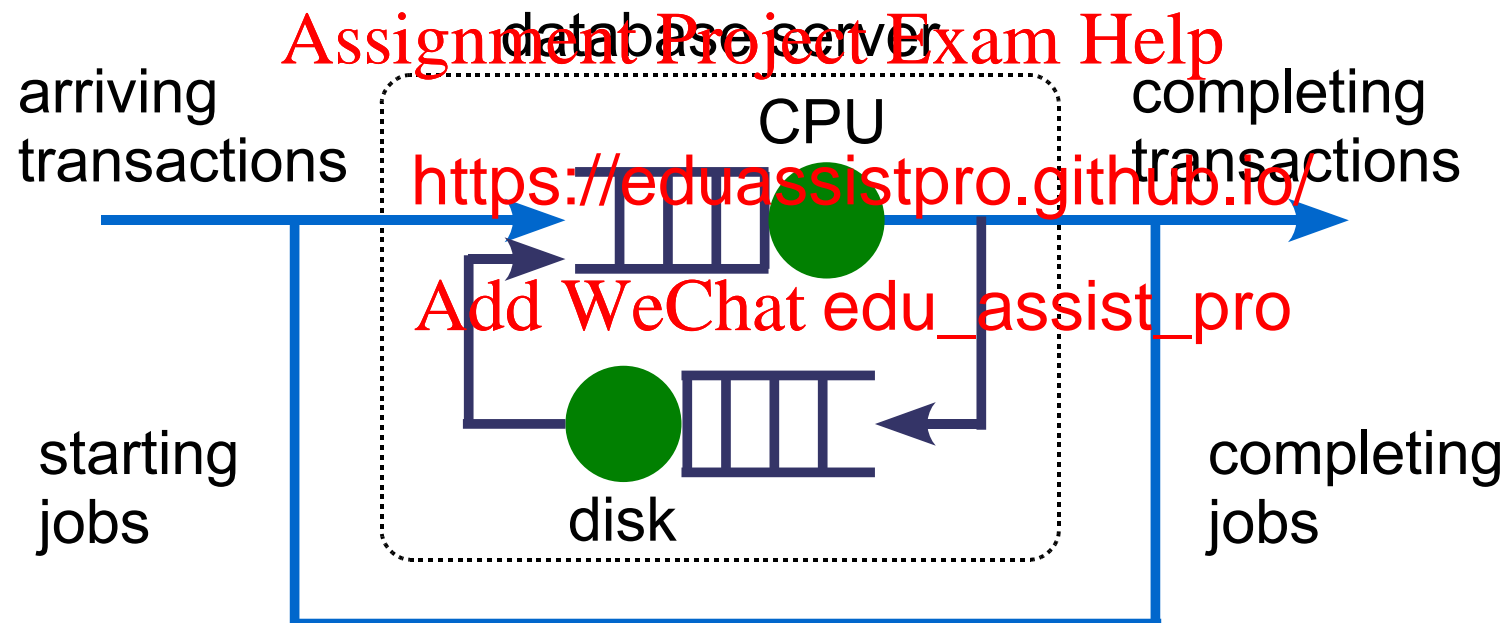 Assignment Project Exam Help
database server
arriving
transactions
CPU
completing
transactions
https://eduassistpro.github.io/
Add WeChat edu_assist_pro
starting
jobs
disk
completing
jobs